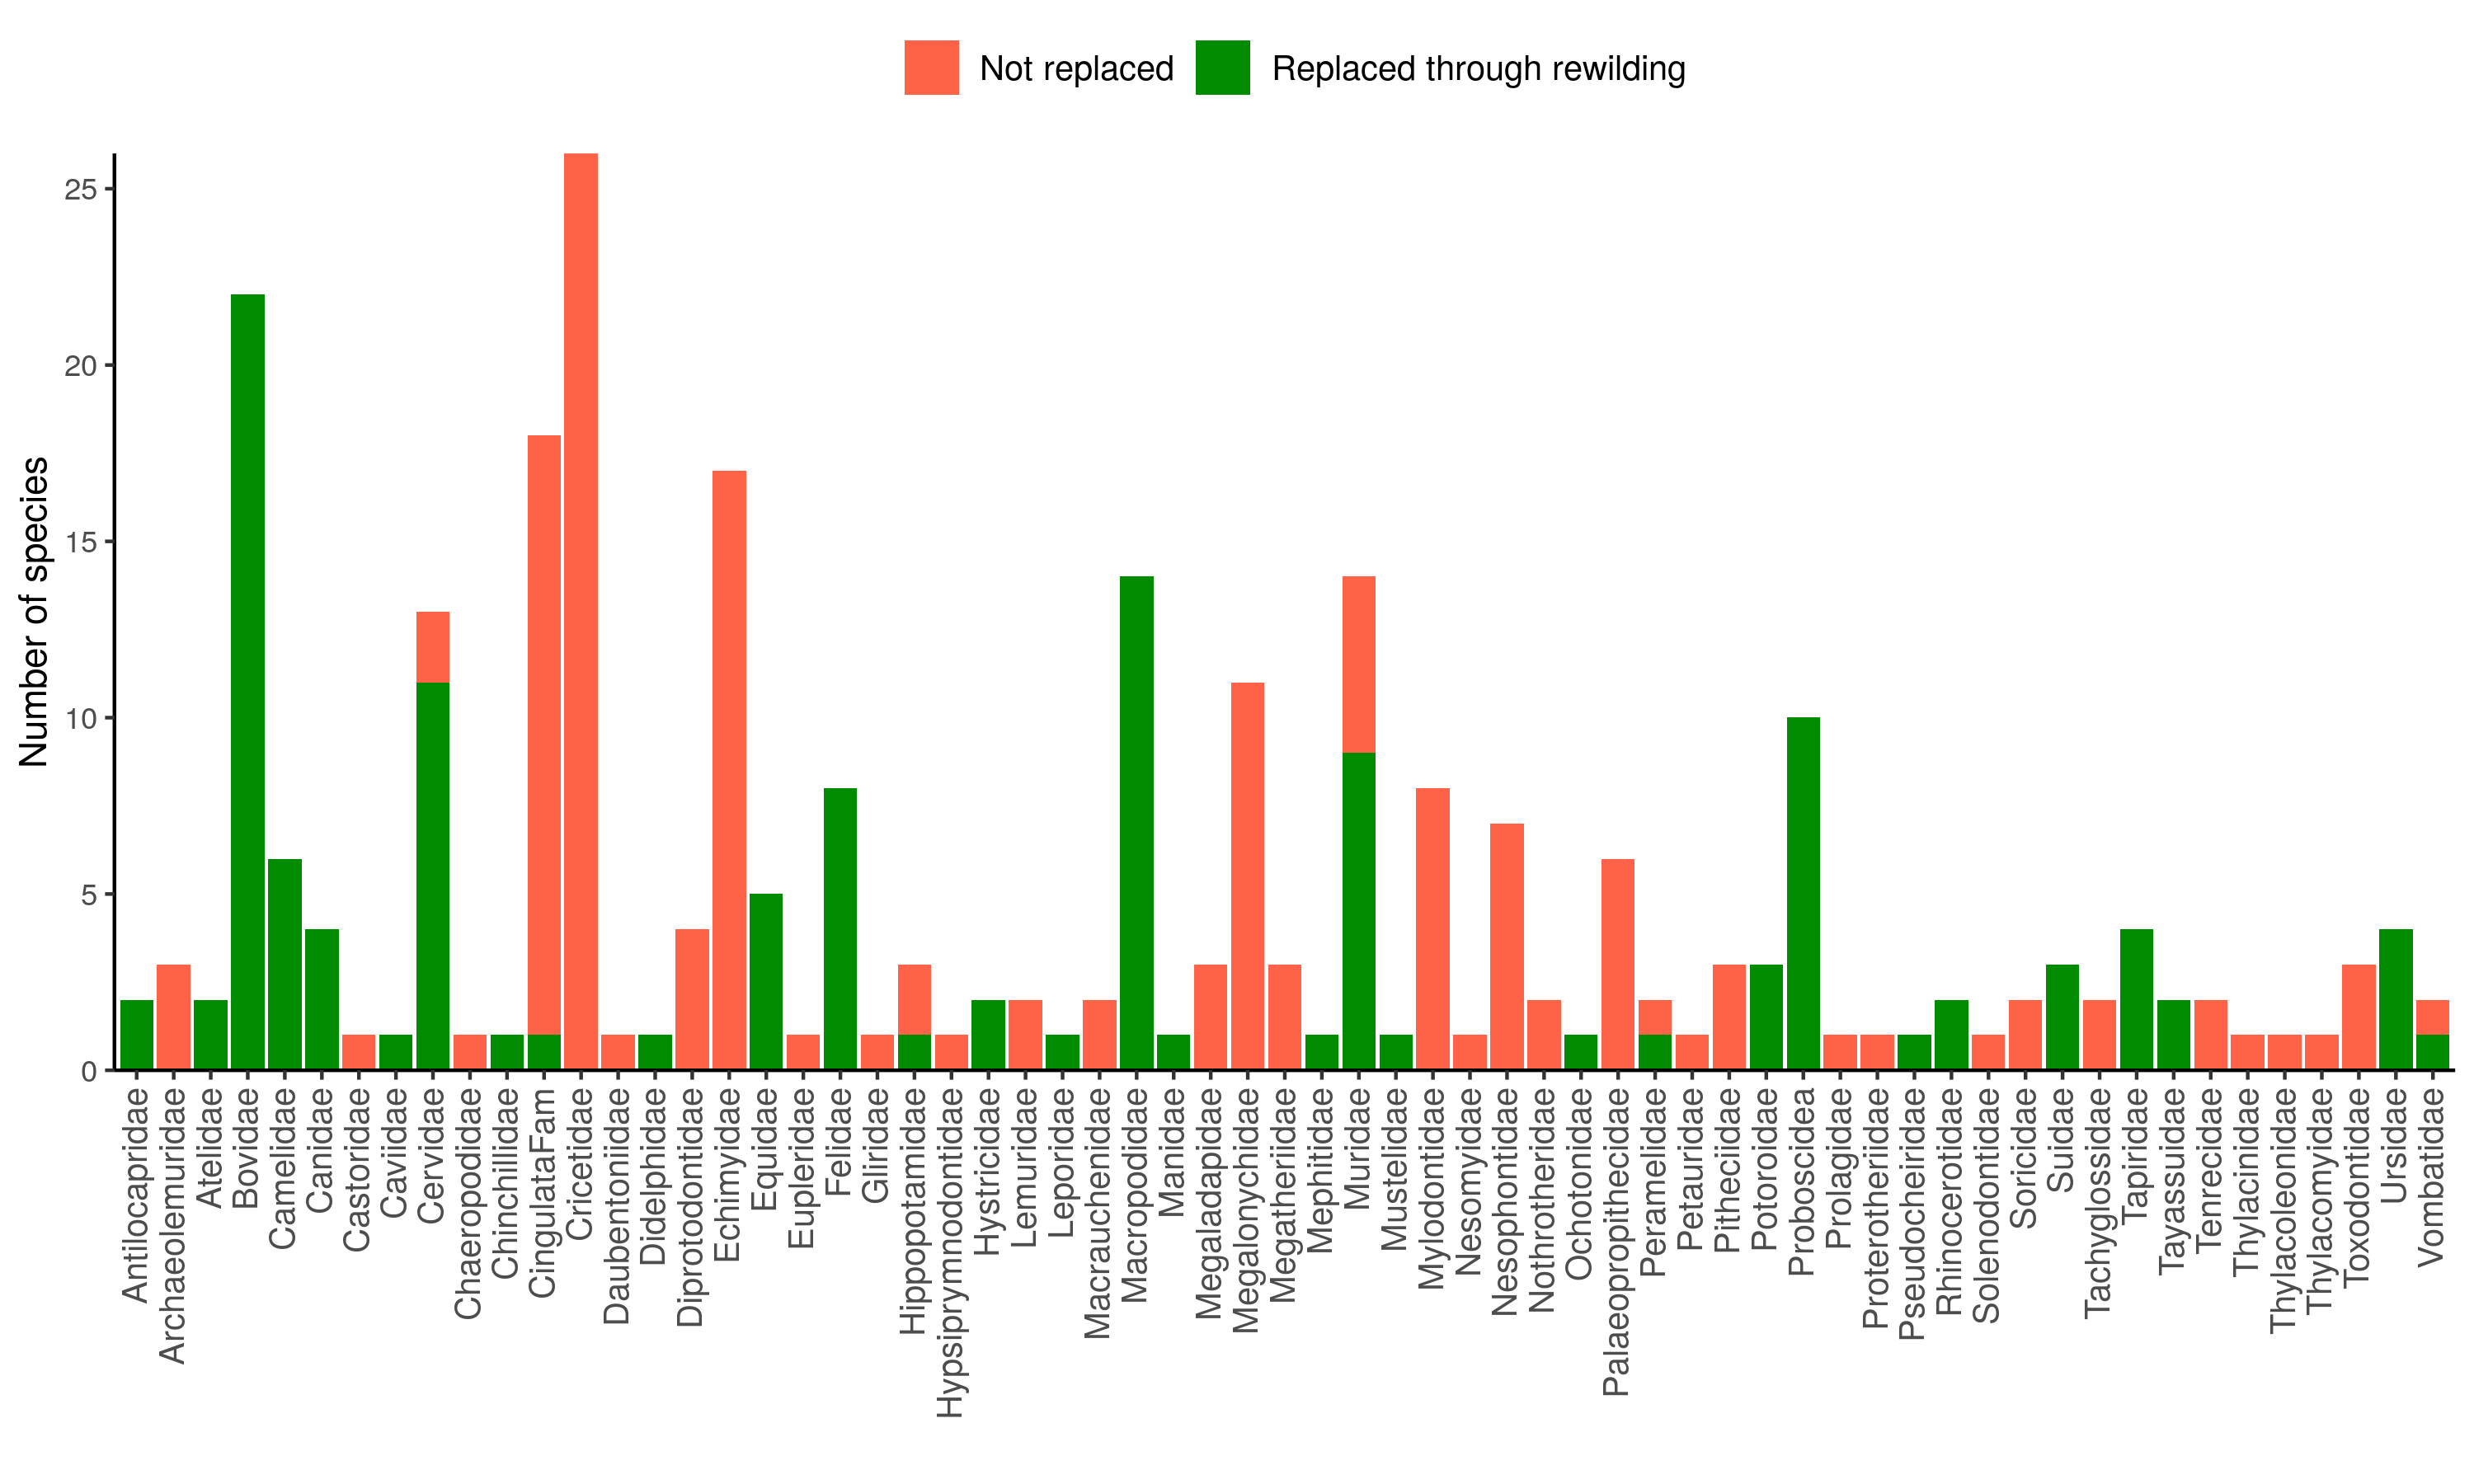 Not replaced
Replaced through rewilding
Number of species
25
20
15
10
5
0
Antilocapridae
Archaeolemuridae
Atelidae
Bovidae
Camelidae
Canidae
Castoridae
Caviidae
Cervidae
Chaeropodidae
Chinchillidae
CingulataFam
Cricetidae
Daubentoniidae
Didelphidae
Diprotodontidae
Echimyidae
Equidae
Eupleridae
Felidae
Gliridae
Hippopotamidae
Hypsiprymnodontidae
Hystricidae
Lemuridae
Leporidae
Macraucheniidae
Macropodidae
Manidae
Megaladapidae
Megalonychidae
Megatheriidae
Mephitidae
Muridae
Mustelidae
Mylodontidae
Nesomyidae
Nesophontidae
Nothrotheridae
Ochotonidae
Palaeopropithecidae
Peramelidae
Petauridae
Pitheciidae
Potoroidae
Proboscidea
Prolagidae
Proterotheriidae
Pseudocheiridae
Rhinocerotidae
Solenodontidae
Soricidae
Suidae
Tachyglossidae
Tapiridae
Tayassuidae
Tenrecidae
Thylacinidae
Thylacoleonidae
Thylacomyidae
Toxodontidae
Ursidae
Vombatidae